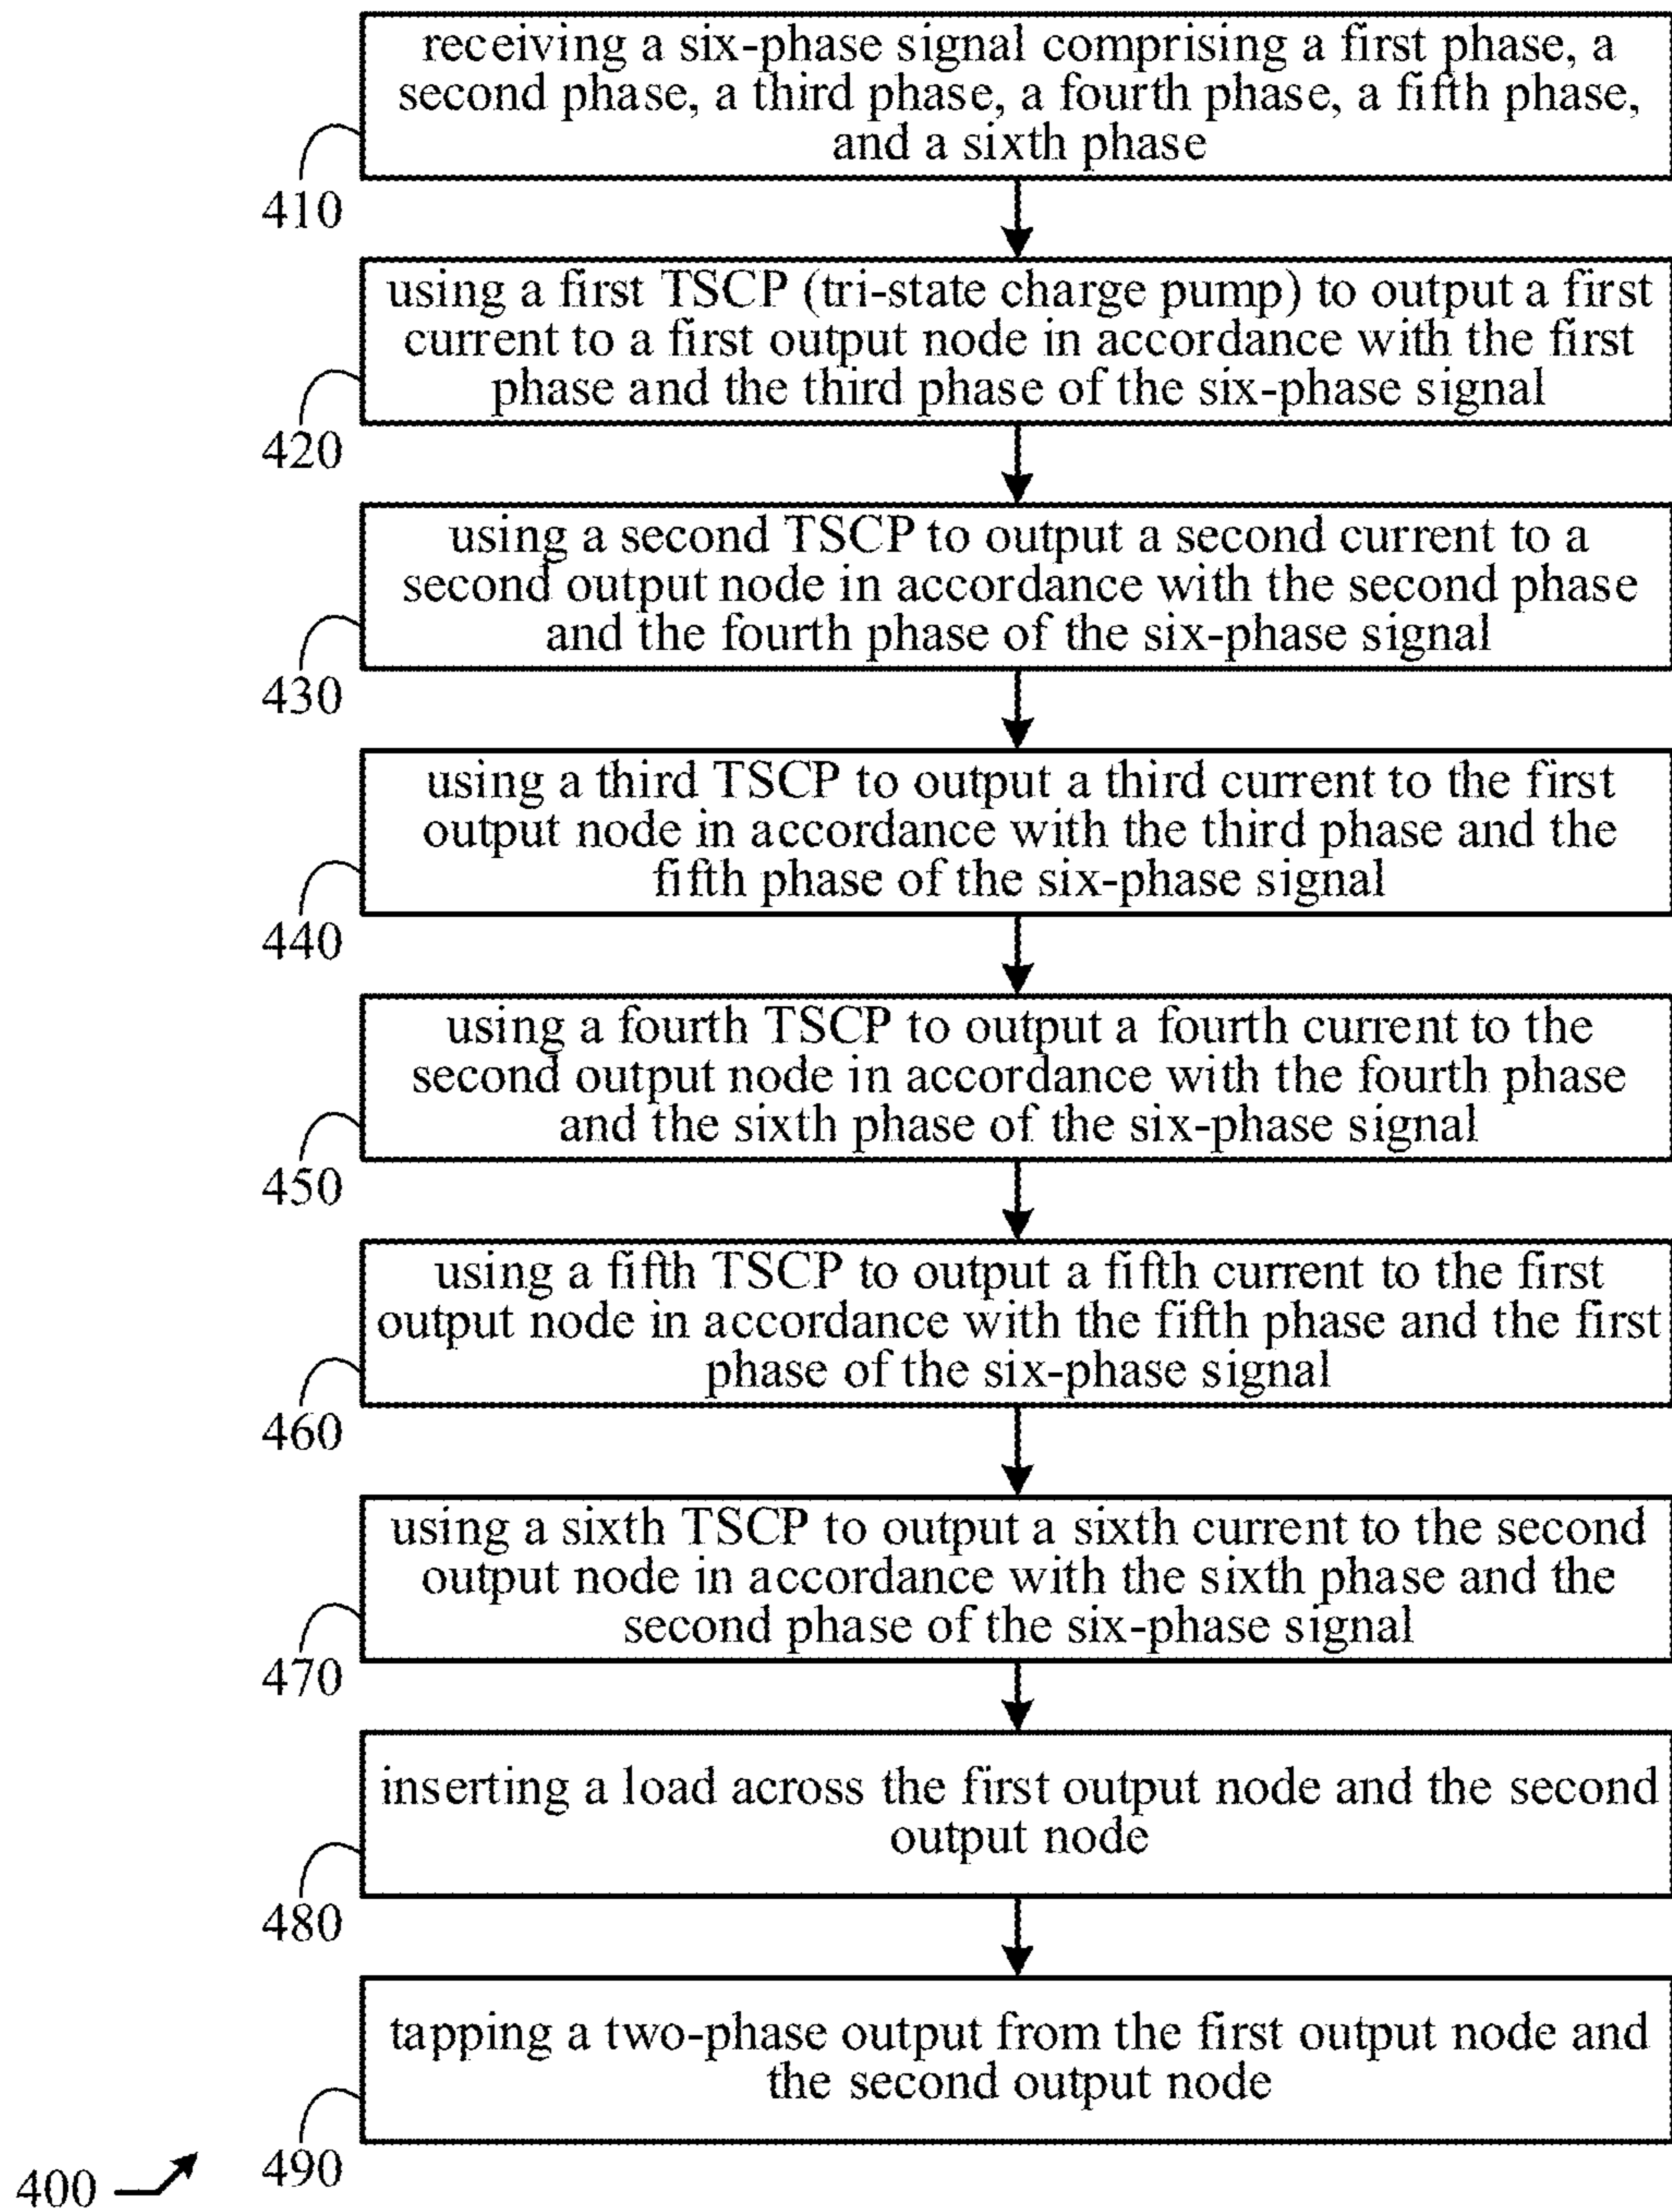 receiving a six-phase signal comprising a first phase, a
second phase, a third phase, a fourth phase, a fifth phase,
and a sixth phase
410
using a first TSCP (tri-state charge pump) to output a first
current to a first output node in accordance with the first
phase and the third phase of the six-phase signal
420
using a second TSCP to output a second current to a
second output node in accordance with the second phase
and the fourth phase of the six-phase signal
430
using a third TSCP to output a third current to the first
output node in accordance with the third phase and the
fifth phase of the six-phase signal
440
using a fourth TSCP to output a fourth current to the
second output node in accordance with the fourth phase
and the sixth phase of the six-phase signal
450
using a fifth TSCP to output a fifth current to the first
output node in accordance with the fifth phase and the first
phase of the six-phase signal
460
using a sixth TSCP to output a sixth current to the second
output node in accordance with the sixth phase and the
second phase of the six-phase signal
470
inserting a load across the first output node and the second
output node
480
tapping a two-phase output from the first output node and
the second output node
490
400